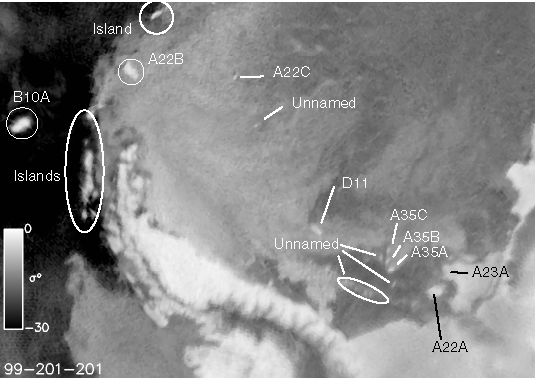 Island
A22B
A22C
B10A
Unnamed
Islands
D11
A35C
Unnamed
A35B
A35A
0
σ°
A23A
-30
A22A
99-201-201